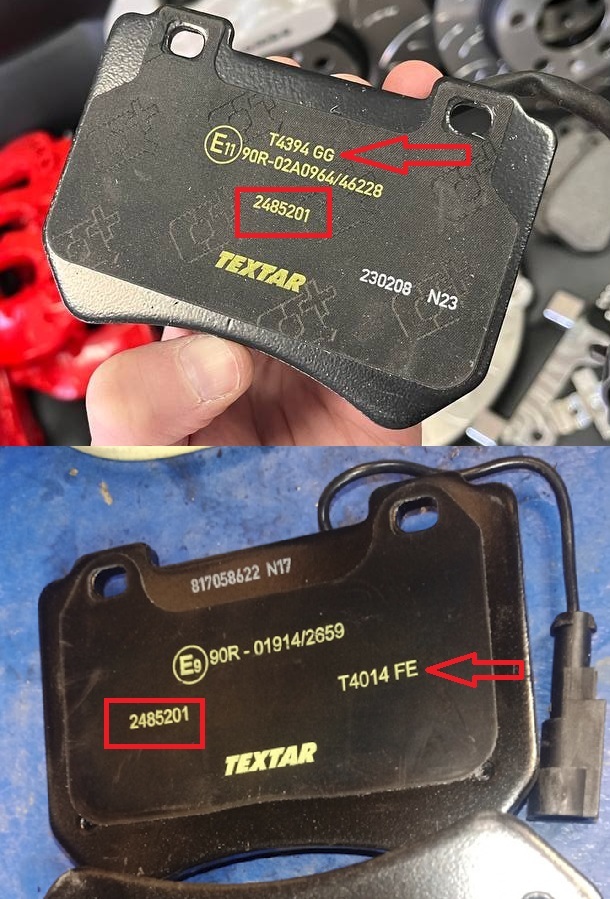 T4394 GG
E11 90R-02A0964/46228
2485201
TEXTAR
230208 N23
817058622 N17
E9 90R - 01914/2659
T4014 FE
2485201
TEXTAR